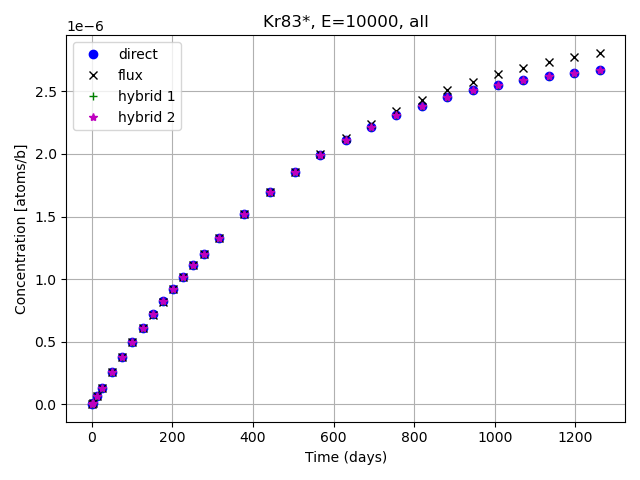 Kr83*, E=10000, all
1e−6
direct
flux
hybrid 1
hybrid 2
2.5
2.0
1.5
1.0
0.5
0.0
Concentration [atoms/b]
0 200 400 600 800 1000 1200
Time (days)